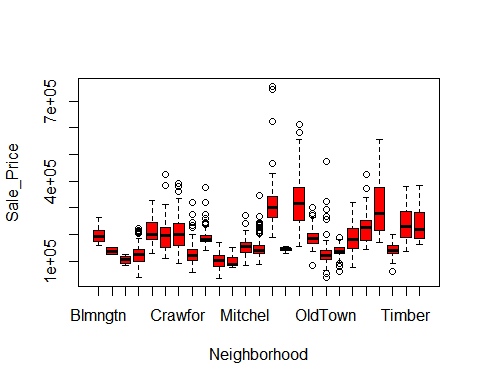 Sale_Price
7e+05
4e+05
1e+05
Blmngtn Crawfor Mitchel OldTown Timber
Neighborhood